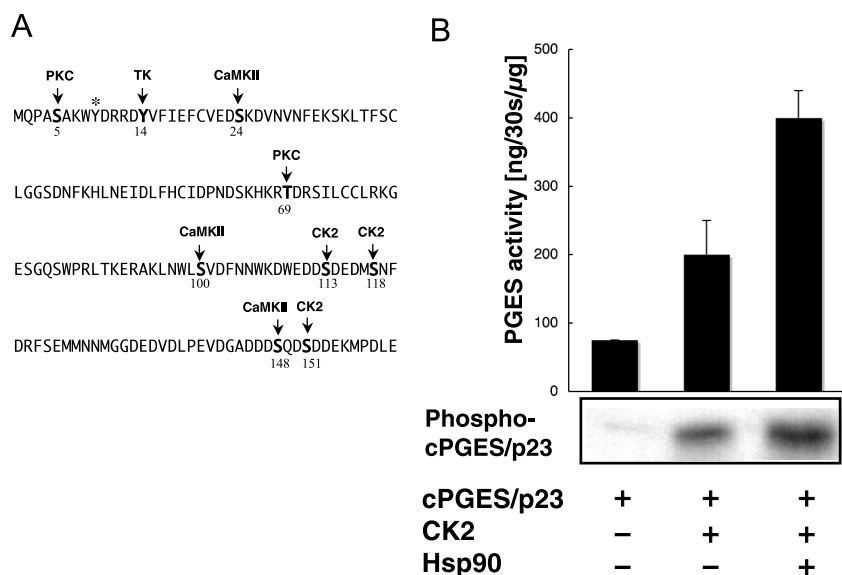 A
PKC TK CaMKII
*
MQPASAKWYDRRDYVFIEFCVEDSKDVNVNFEKSKLTFSC
5 14 24
PKC
LGGSDNFKHLNEIDLFHCIDPNDSKHKRTDRSILCCLRKG
69
CaMKII CK2 CK2
ESGQSWPRLTKERAKLNWLSVDFNNWKDWEDDSDEDMSNF
100 113 118
CaMKII CK2
DRFSEMMNNMGGDEDVDLPEVDGADDDSQDSDDEKMPDLE
148 151
B
PGES activity [ng/30s/µg]
500
400
300
200
100
0
Phospho-
cPGES/p23
cPGES/p23 + + +
CK2 – + +
Hsp90 – – +